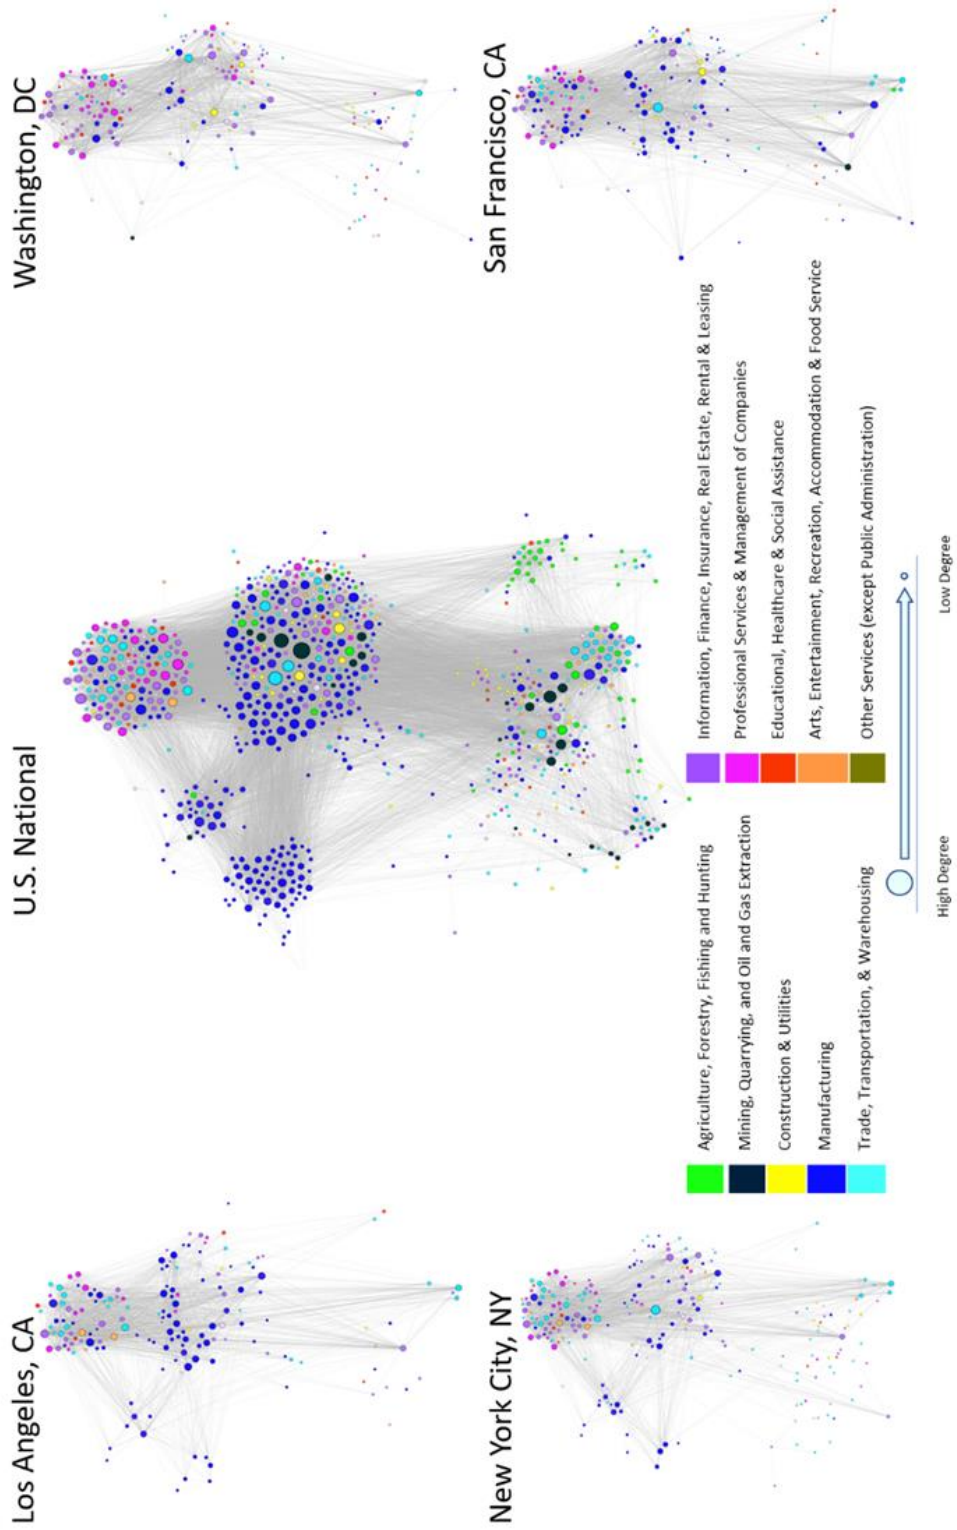 Los Angeles, CA
U.S. National
Washington, DC
New York City, NY
San Francisco, CA
Agriculture, Forestry, Fishing and Hunting
Mining, Quarrying, and Oil and Gas Extraction
Construction & Utilities
Manufacturing
Trade, Transportation, & Warehousing
Information, Finance, Insurance, Real Estate, Rental & Leasing
Professional Services & Management of Companies
Educational, Healthcare & Social Assistance
Arts, Entertainment, Recreation, Accommodation & Food Service
Other Services (except Public Administration)
High Degree
Low Degree